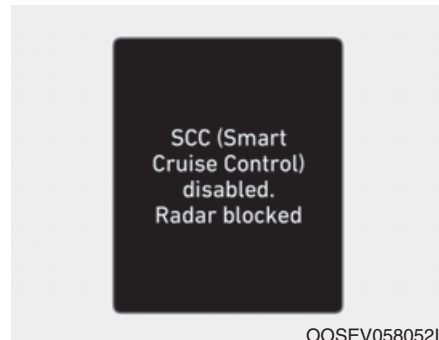 SCC (Smart
Cruise Control)
disabled.
Radar blocked
OOSEV058052L